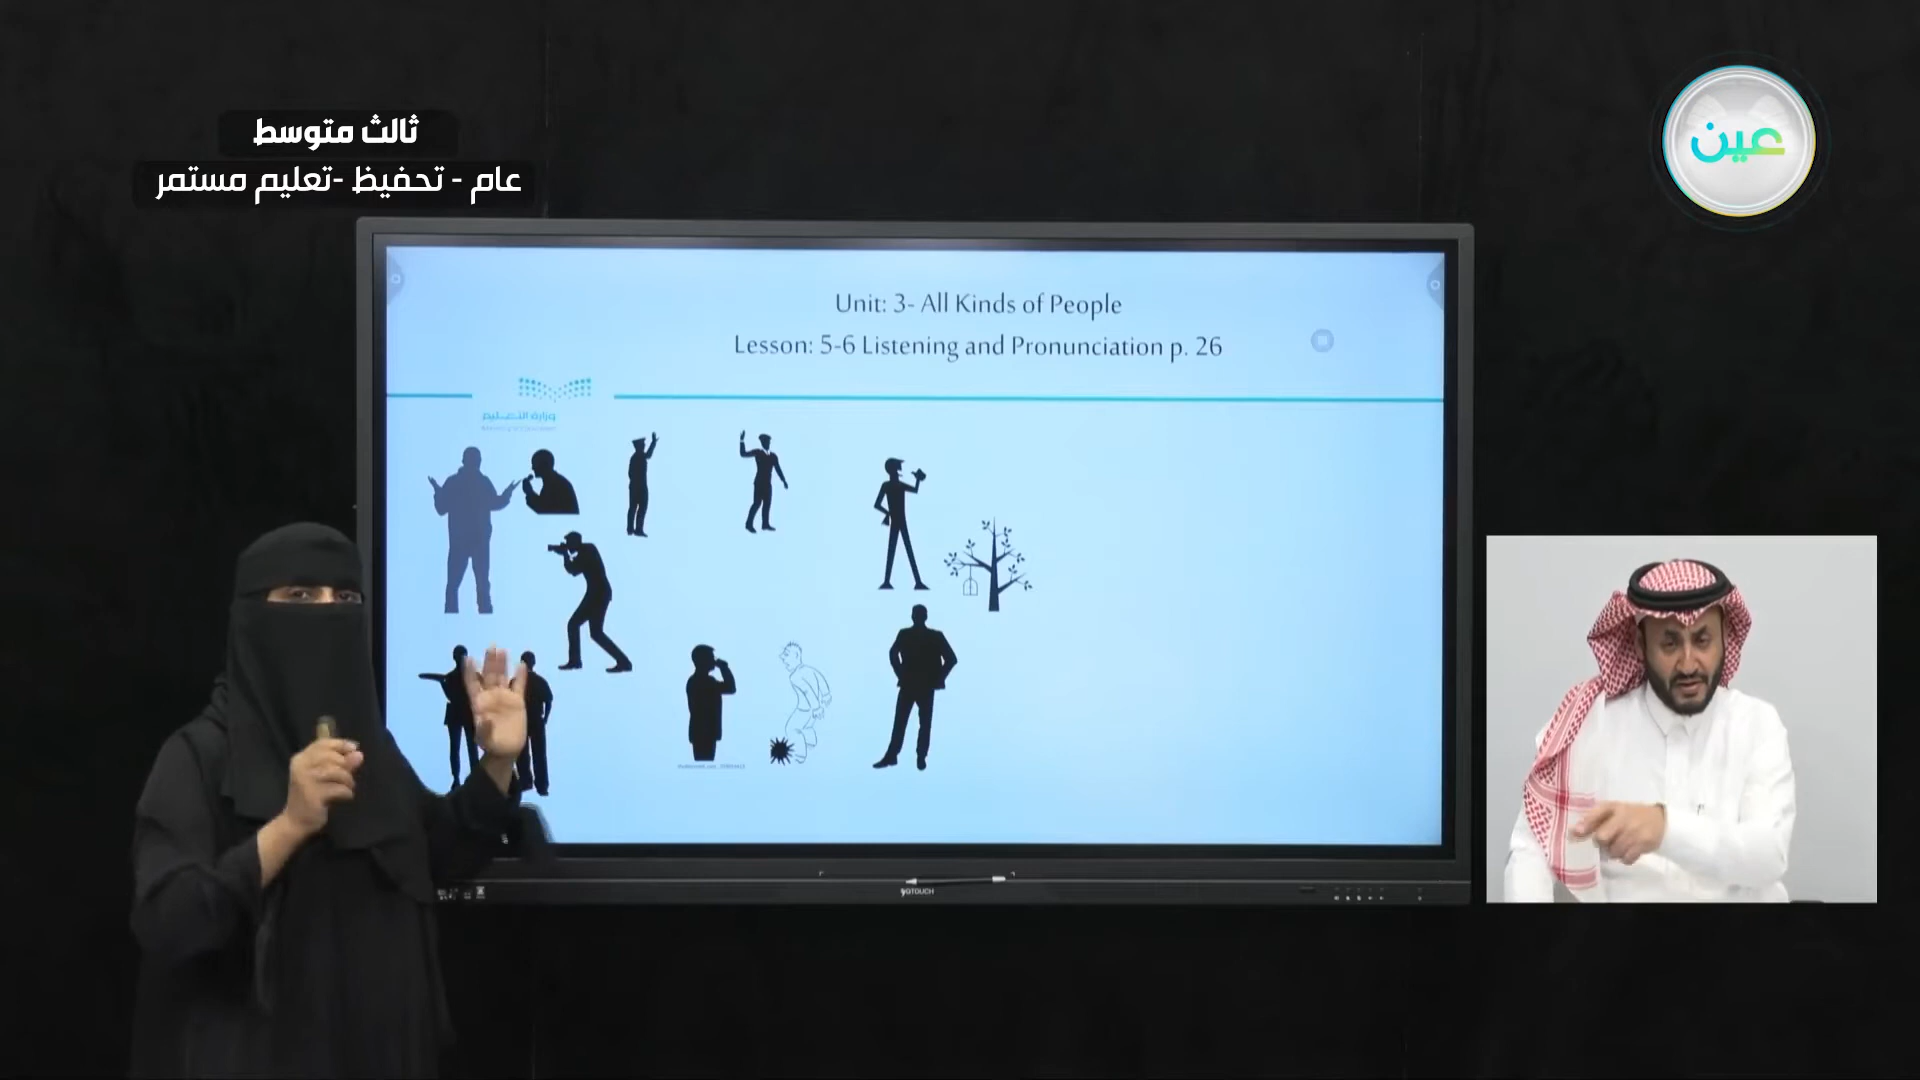 ثالث متوسط
عام - تحفيظ -تعليم مستمر
عين
Unit: 3- All Kinds of People
Lesson: 5-6 Listening and Pronunciation p. 26
وزارة التعليم